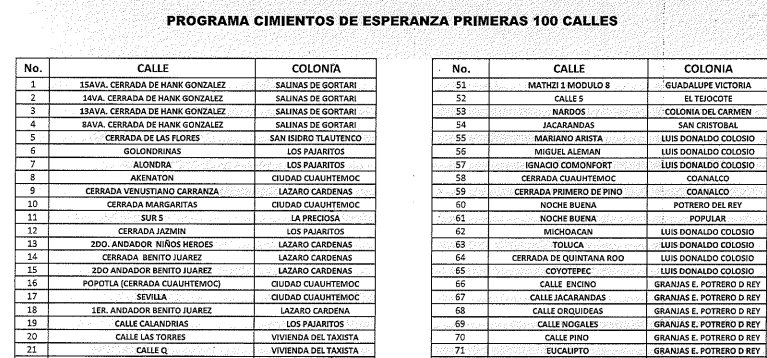 PROGRAMA CIMIENTOS DE ESPERANZA PRIMERAS 100 CALLES
No. CALLE COLONIA
1 15AVA. CERRADA DE HANK GONZALEZ SALINAS DE GORTARI
2 14VA. CERRADA DE HANK GONZALEZ SALINAS DE GORTARI
3 13AVA. CERRADA DE HANK GONZALEZ SALINAS DE GORTARI
4 8AVA. CERRADA DE HANK GONZALEZ SALINAS DE GORTARI
5 CERRADA DE LAS FLORES SAN ISIDRO TLAUTENCO
6 GOLONDRINAS LOS PAJARITOS
7 ALONDRA LOS PAJARITOS
8 AKENATON CIUDAD CUAUHTEMOC
9 CERRADA VENUSTIANO CARRANZA LAZARO CARDENAS
10 CERRADA MARGARITAS CIUDAD CUAUHTEMOC
11 SUR 5 LA PRECIOSA
12 CERRADA JAZMIN LOS PAJARITOS
13 2DO. ANDADOR NIÑOS HEROES LAZARO CARDENAS
14 CERRADA BENITO JUAREZ LAZARO CARDENAS
15 2DO ANDADOR BENITO JUAREZ LAZARO CARDENAS
16 POPOTLA (CERRADA CUAUHTEMOC) CIUDAD CUAUHTEMOC
17 SEVILLA CIUDAD CUAUHTEMOC
18 1ER. ANDADOR BENITO JUAREZ LAZARO CARDENA
19 CALLE CALANDRIAS LOS PAJARITOS
20 CALLE LAS TORRES VIVIENDA DEL TAXISTA
21 CALLE Q VIVIENDA DEL TAXISTA
No. CALLE COLONIA
51 MATHZI 1 MODULO 8 GUADALUPE VICTORIA
52 CALLE 5 EL TEJOCOTE
53 NARDOS COLONIA DEL CARMEN
54 JACARANDAS SAN CRISTOBAL
55 MARIANO ARISTA LUIS DONALDO COLOSIO
56 MIGUEL ALEMAN LUIS DONALDO COLOSIO
57 IGNACIO COMONFORT LUIS DONALDO COLOSIO
58 CERRADA CUAUHTEMOC COANALCO
59 CERRADA PRIMERO DE PINO COANALCO
60 NOCHE BUENA POTRERO DEL REY
61 NOCHE BUENA POPULAR
62 MICHOACAN LUIS DONALDO COLOSIO
63 TOLUCA LUIS DONALDO COLOSIO
64 CERRADA DE QUINTANA ROO LUIS DONALDO COLOSIO
65 COYOTEPEC LUIS DONALDO COLOSIO
66 CALLE ENCINO GRANJAS E. POTRERO D REY
67 CALLE JACARANDAS GRANJAS E. POTRERO D REY
68 CALLE ORQUIDEAS GRANJAS E. POTRERO D REY
69 CALLE NOGALES GRANJAS E. POTRERO D REY
70 CALLE PINO GRANJAS E. POTRERO D REY
71 EUCALIPTO GRANJAS E. POTRERO D REY